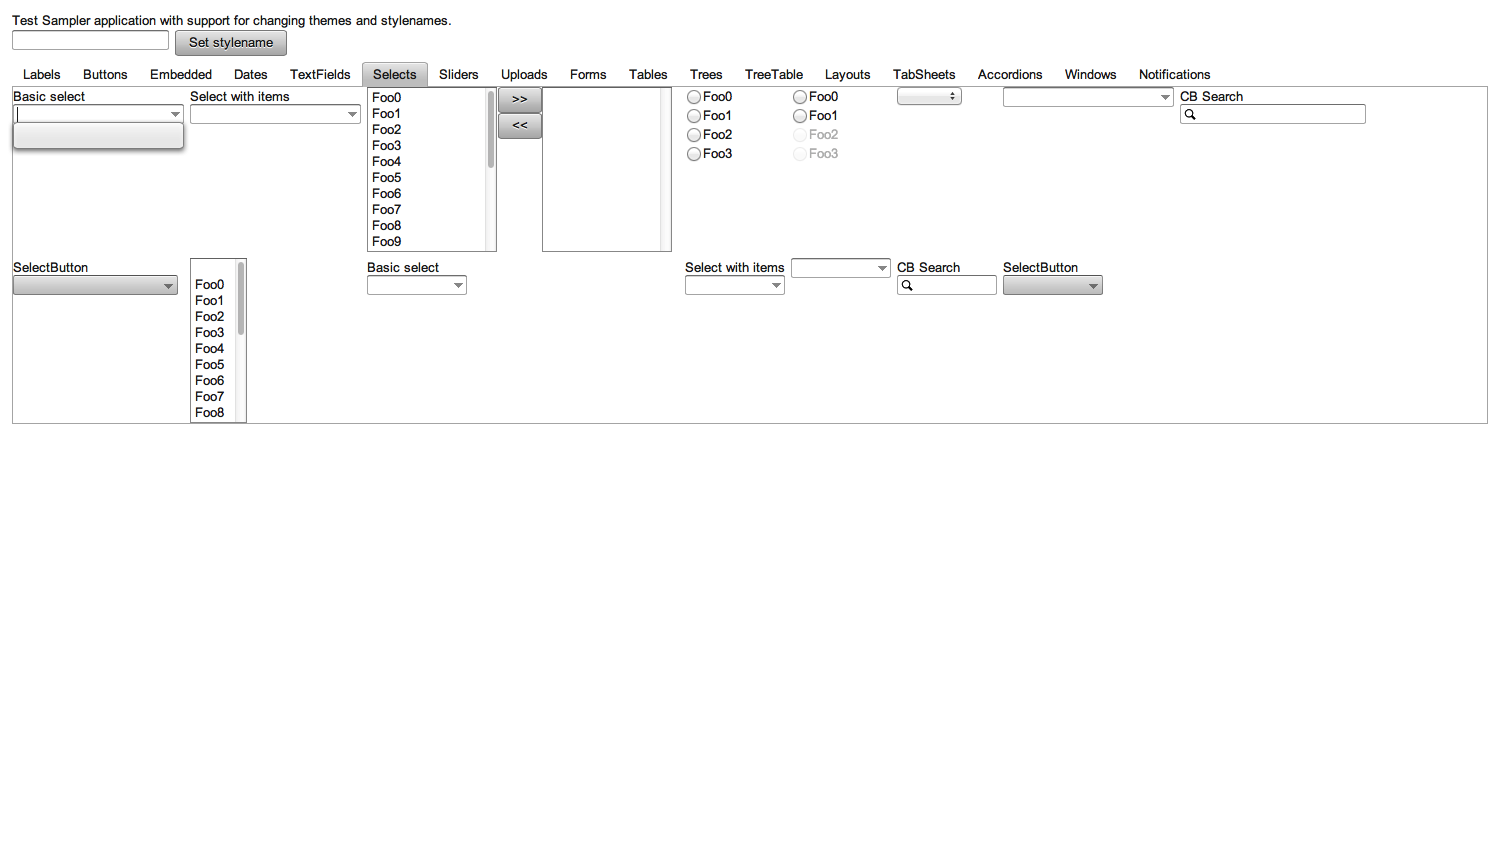 Test Sampler application with support for changing themes and stylenames.
Set stylename
Labels Buttons Embedded Dates TextFields Selects Sliders Uploads Forms Tables Trees TreeTable Layouts TabSheets Accordions Windows Notifications
Basic select
Select with items
Foo0
Foo1
Foo2
Foo3
Foo4
Foo5
Foo6
Foo7
Foo8
Foo9
>>
<<
Foo0
Foo1
Foo2
Foo3
Foo0
Foo1
Foo2
Foo3
CB Search
SelectButton
Foo0
Foo1
Foo2
Foo3
Foo4
Foo5
Foo6
Foo7
Foo8
Basic select
Select with items
CB Search
SelectButton